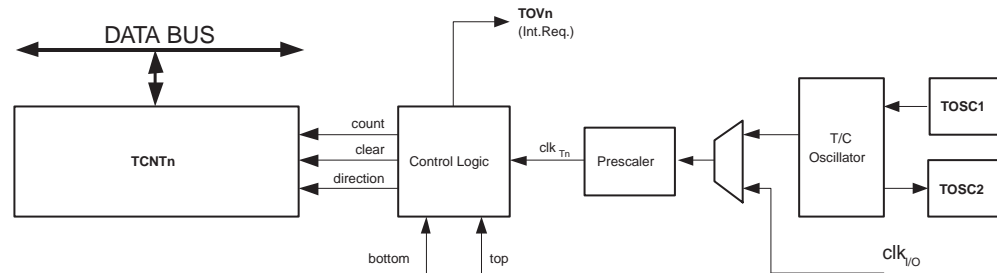 TOVn
(Int.Req.)
DATA BUS
TCNTn
count
clear
direction
Control Logic
clk Tn
Prescaler
T/C
Oscillator
TOSC1
TOSC2
bottom
top
clkI/O